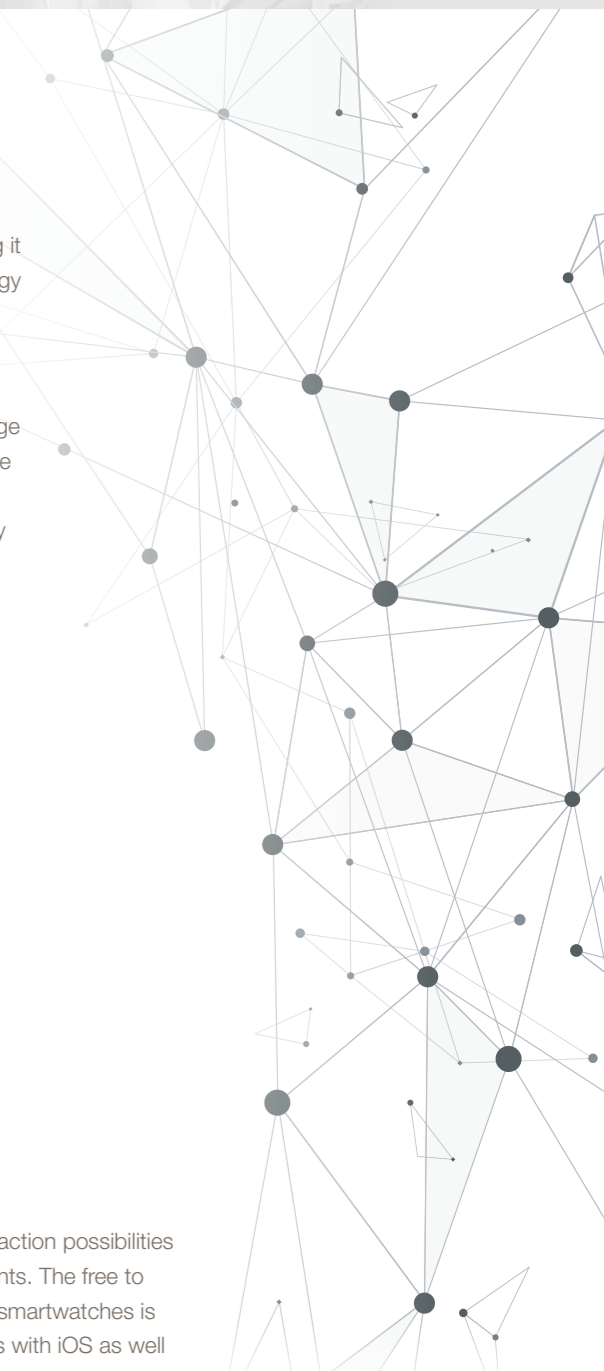 it
gy
ge
e
y
action possibilities
nts. The free to
smartwatches is
s with iOS as well